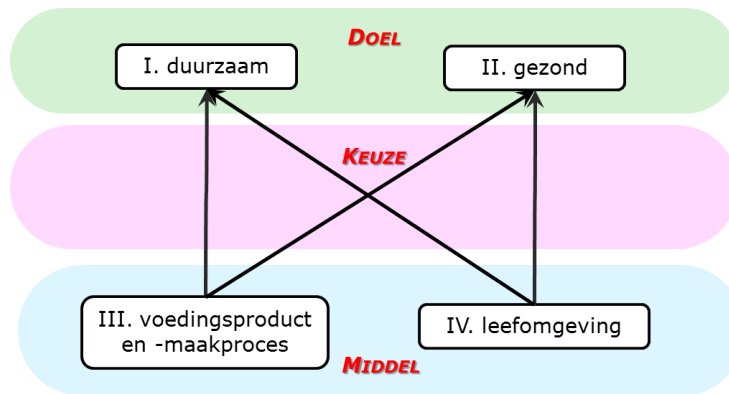 DOEL
I. duurzaam
II. gezond
KEUZE
III. voedingsproduct
en -maakproces
IV. leefomgeving
MIDDEL